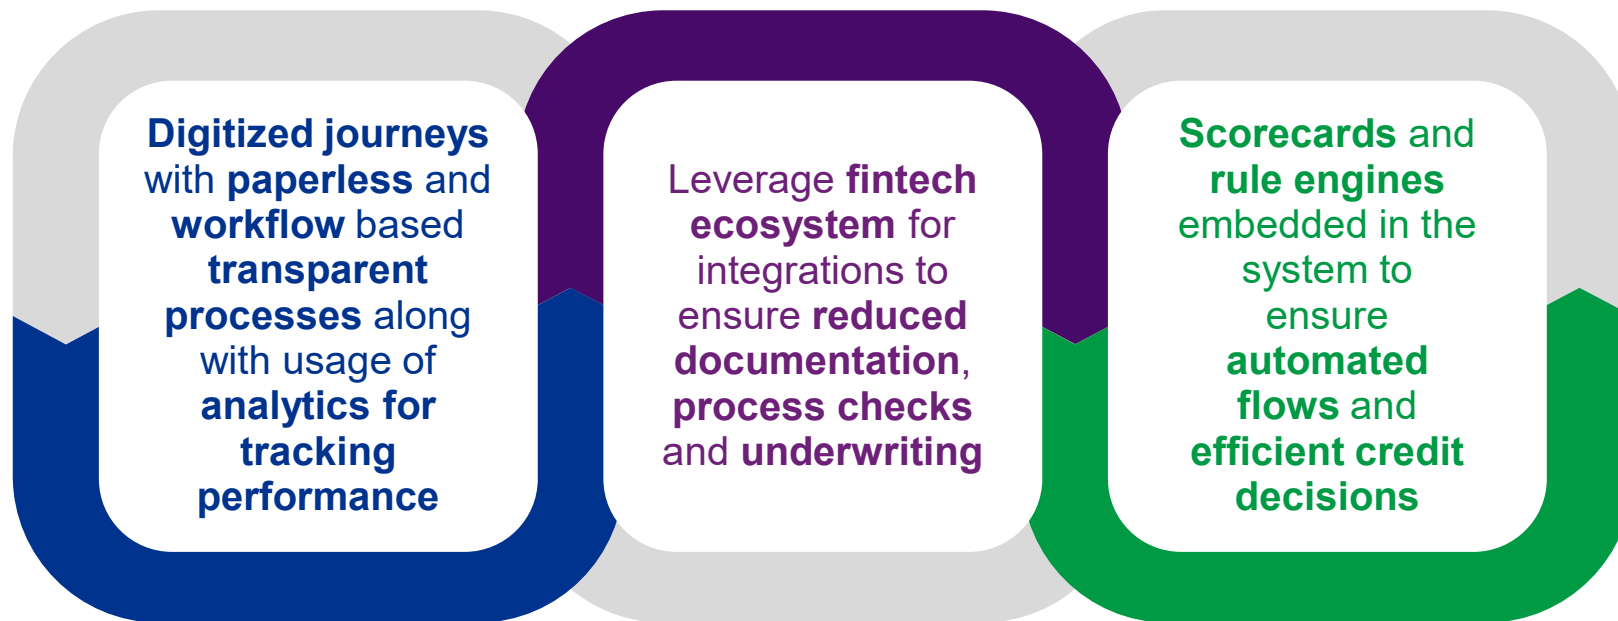 Digitized journeys
with paperless and
workflow based
transparent
processes along
with usage of
analytics for
tracking
performance
Leverage fintech
ecosystem for
integrations to
ensure reduced
documentation,
process checks
and underwriting
Scorecards and
rule engines
embedded in the
system to
ensure
automated
flows and
efficient credit
decisions